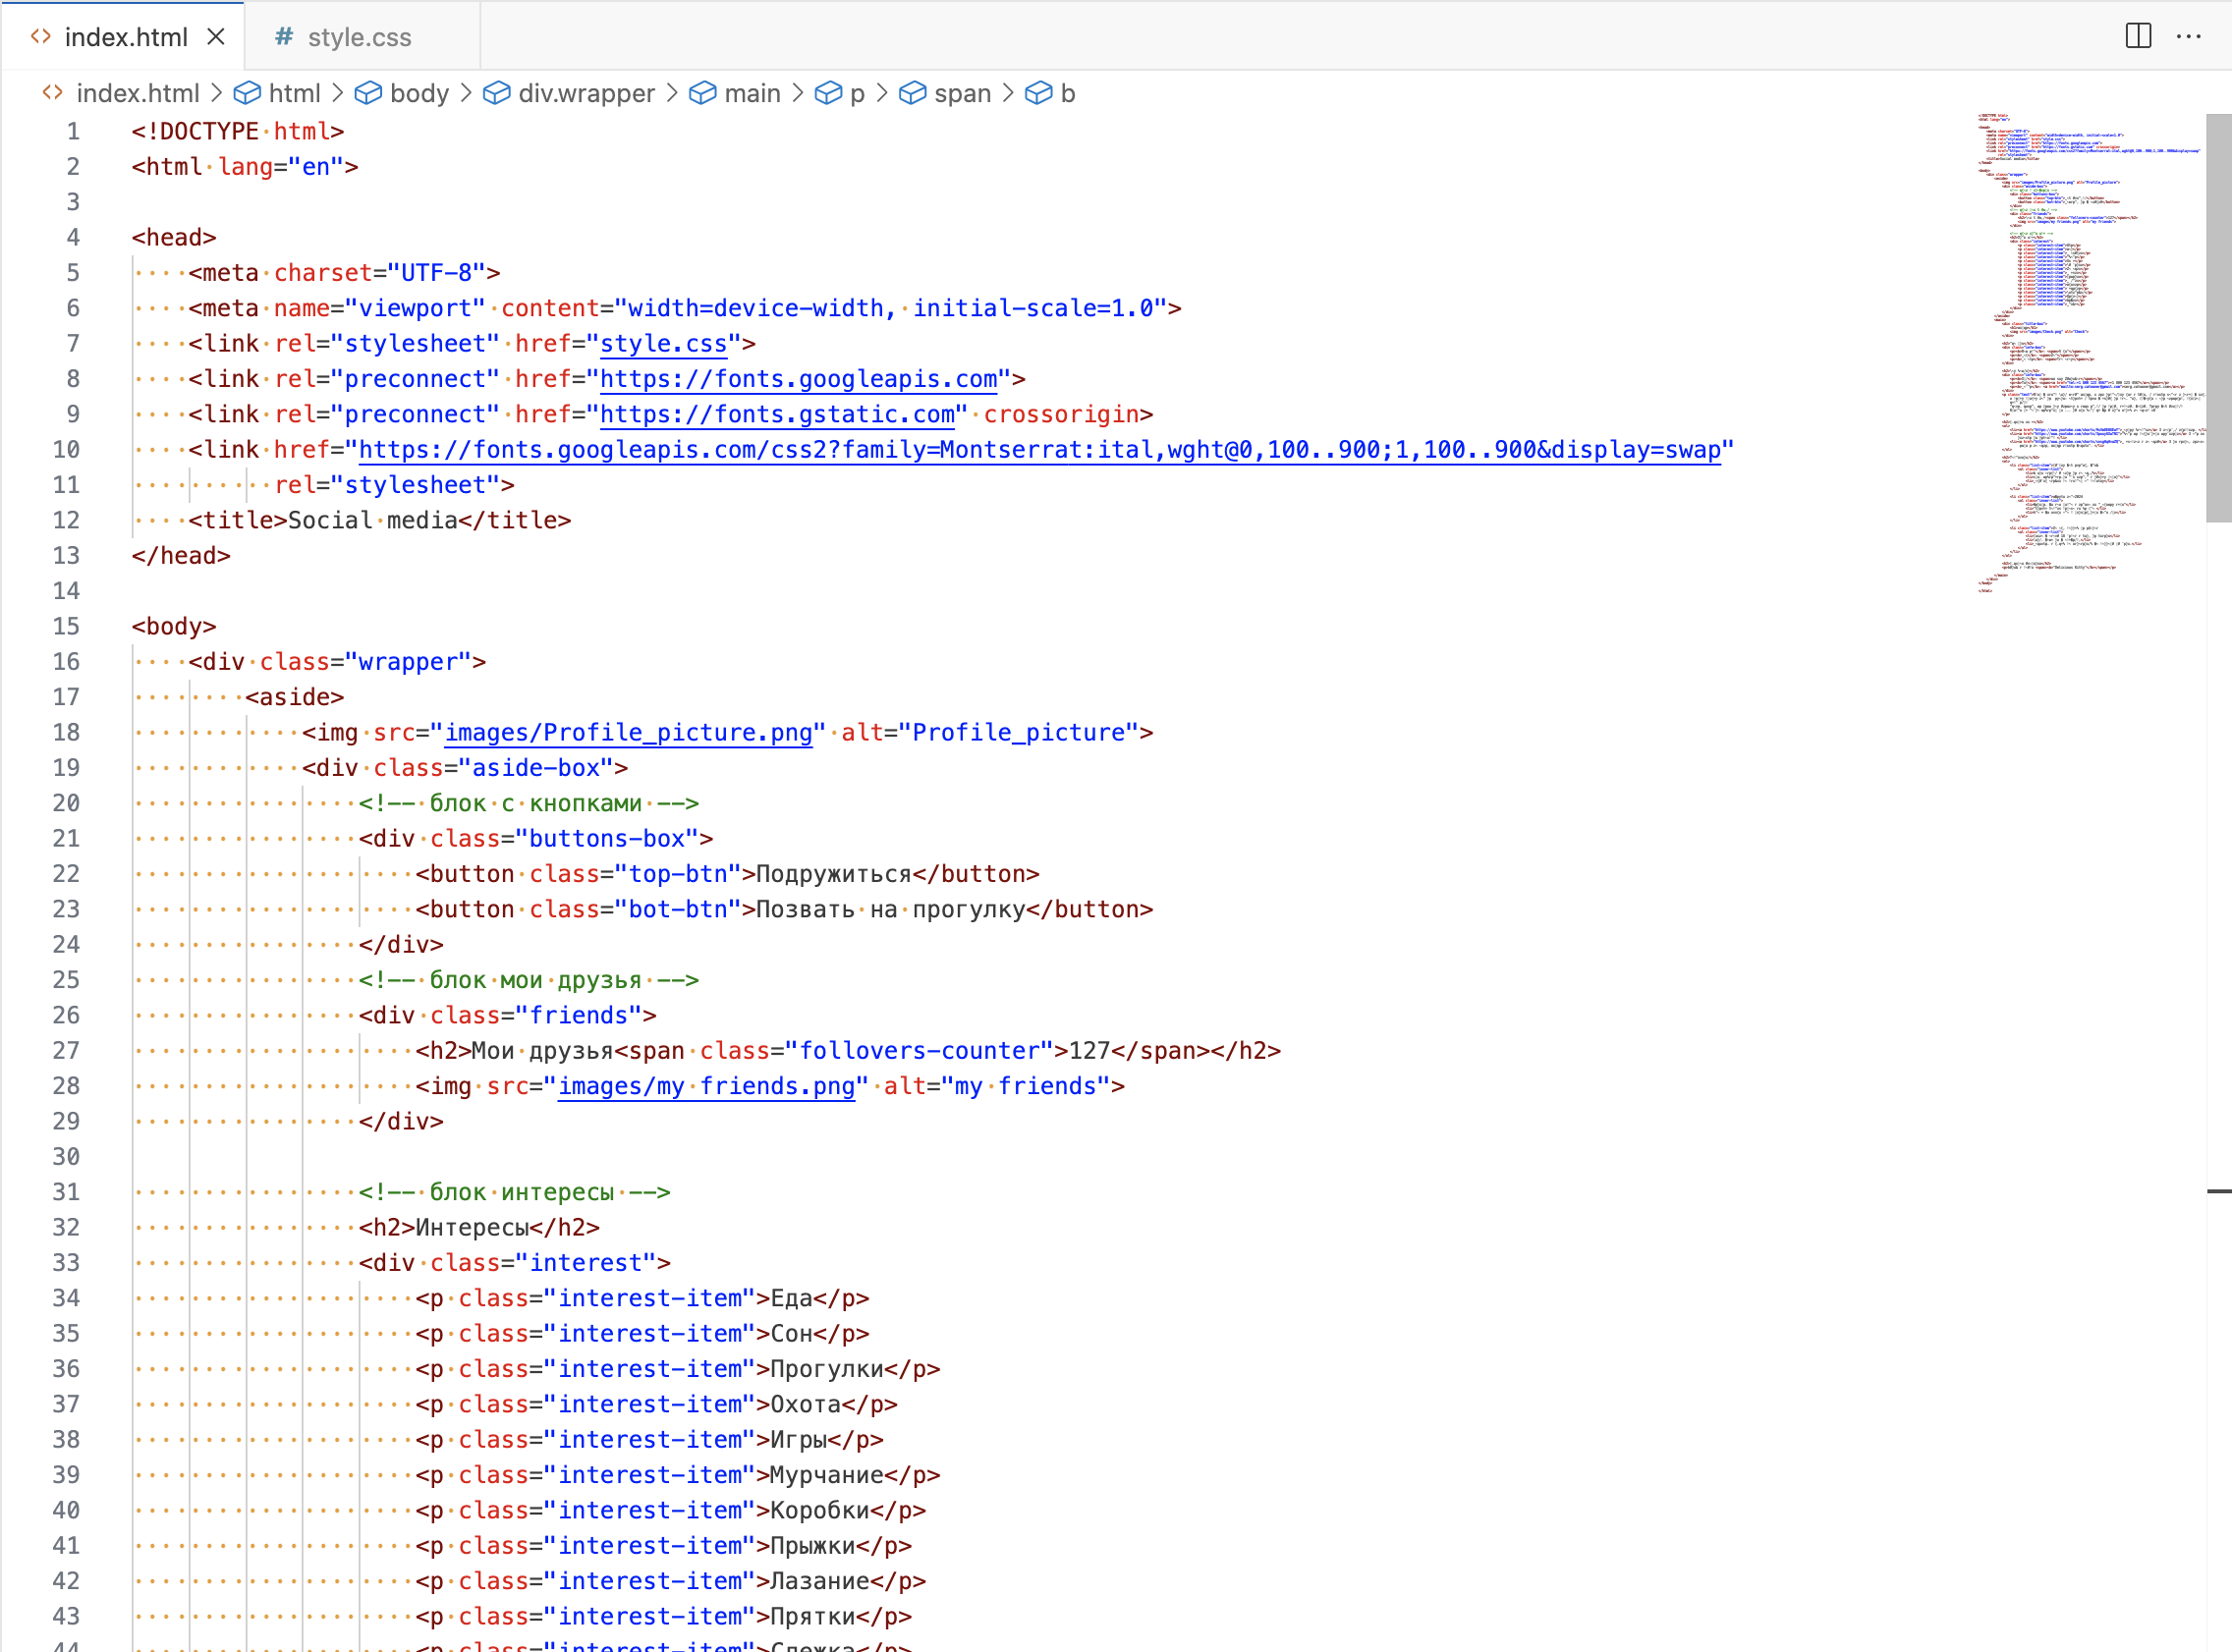 index.html
style.css
index.html > html > body > div.wrapper > main > p > span > b
1 <!DOCTYPE html>
2 <html lang="en">
3
4 <head>
5 <meta charset="UTF-8">
6 <meta name="viewport" content="width=device-width, initial-scale=1.0">
7 <link rel="stylesheet" href="style.css">
8 <link rel="preconnect" href="https://fonts.googleapis.com">
9 <link rel="preconnect" href="https://fonts.gstatic.com" crossorigin>
10 <link href="https://fonts.googleapis.com/css2?family=Montserrat:ital,wght@0,100..900;1,100..900&display=swap"
11 rel="stylesheet">
12 <title>Social media</title>
13 </head>
14
15 <body>
16 <div class="wrapper">
17 <aside>
18 <img src="images/Profile_picture.png" alt="Profile_picture">
19 <div class="aside-box">
20 <!-- блок с кнопками -->
21 <div class="buttons-box">
22 <button class="top-btn">Подружиться</button>
23 <button class="bot-btn">Позвать на прогулку</button>
24 </div>
25 <!-- блок мои друзья -->
26 <div class="friends">
27 <h2>Мои друзья<span class="follovers-counter">127</span></h2>
28 <img src="images/my friends.png" alt="my friends">
29 </div>
30
31 <!-- блок интересы -->
32 <h2>Интересы</h2>
33 <div class="interest">
34 <p class="interest-item">Еда</p>
35 <p class="interest-item">Сон</p>
36 <p class="interest-item">Прогулки</p>
37 <p class="interest-item">Охота</p>
38 <p class="interest-item">Игры</p>
39 <p class="interest-item">Мурчание</p>
40 <p class="interest-item">Коробки</p>
41 <p class="interest-item">Прыжки</p>
42 <p class="interest-item">Лазание</p>
43 <p class="interest-item">Прятки</p>
44 <p class="interest-item">Слежка</p>